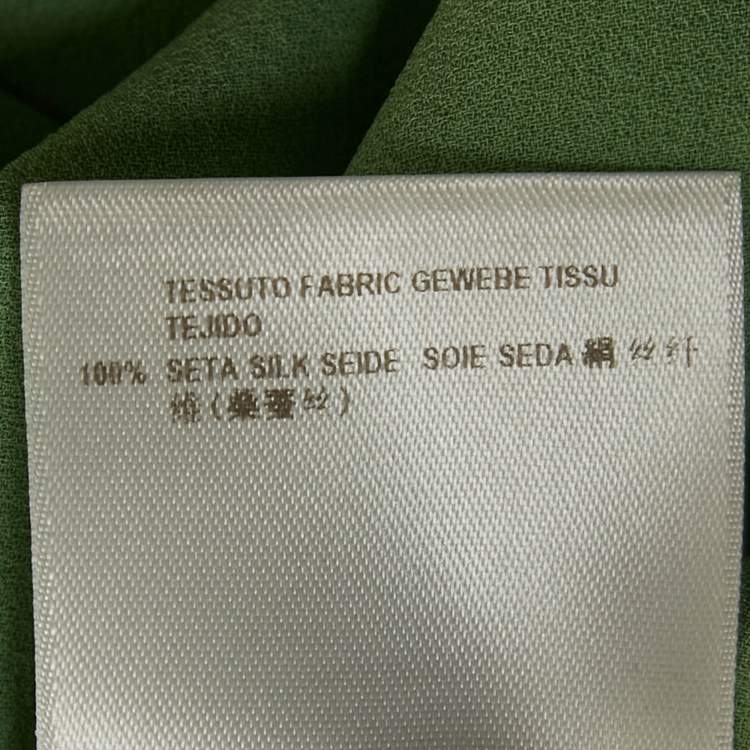 TESSUTO FABRIC GEWEBE TISSU
TEJIDO
100% SETA SILK SEIDE SOIE SEDA 絹 丝纤
维(桑蚕丝)